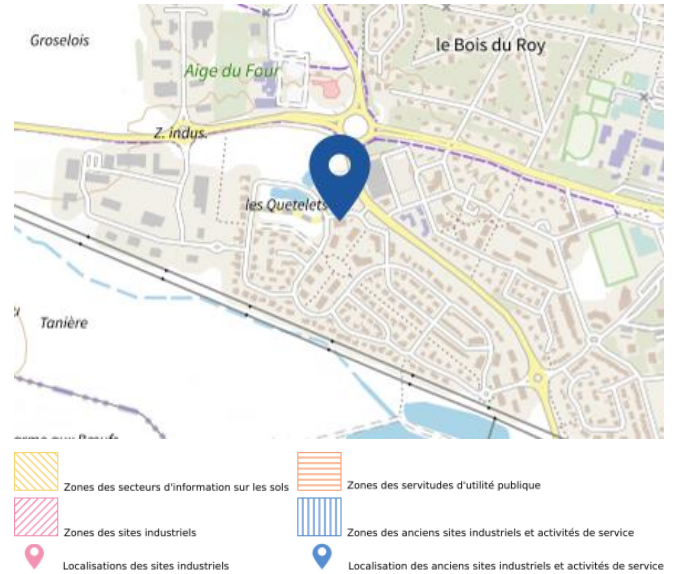 Groselois
le Bois du Roy
Aige du Four
Z. indus.
les Quetelets
Tanière
Zones des secteurs d'information sur les sols
Zones des servitudes d'utilité publique
Zones des sites industriels
Zones des anciens sites industriels et activités de service
Localisations des sites industriels
Localisation des anciens sites industriels et activités de service